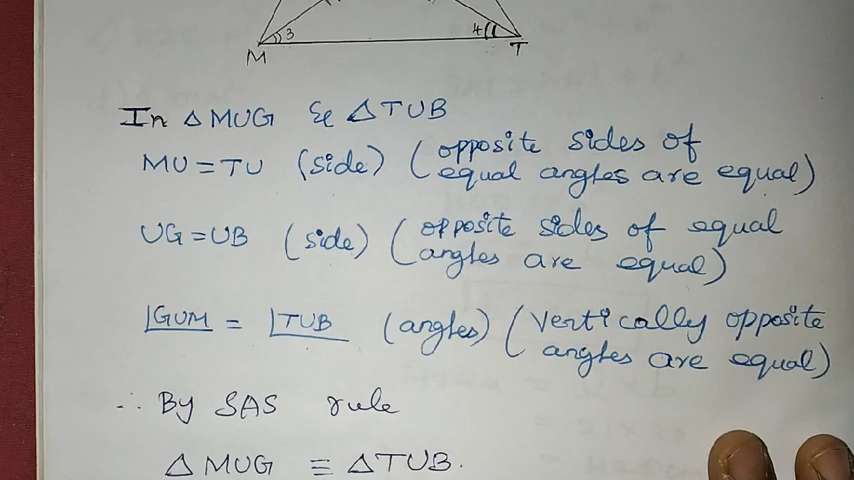 3 4
M T
In △MUG & △TUB
MU = TU (side) (opposite sides of
equal angles are equal)
UG = UB (side) (opposite sides of equal
angles are equal)
∠GUM = ∠TUB (angles) (Vertically opposite
angles are equal)
∴ By SAS rule
△MUG ≡ △TUB.